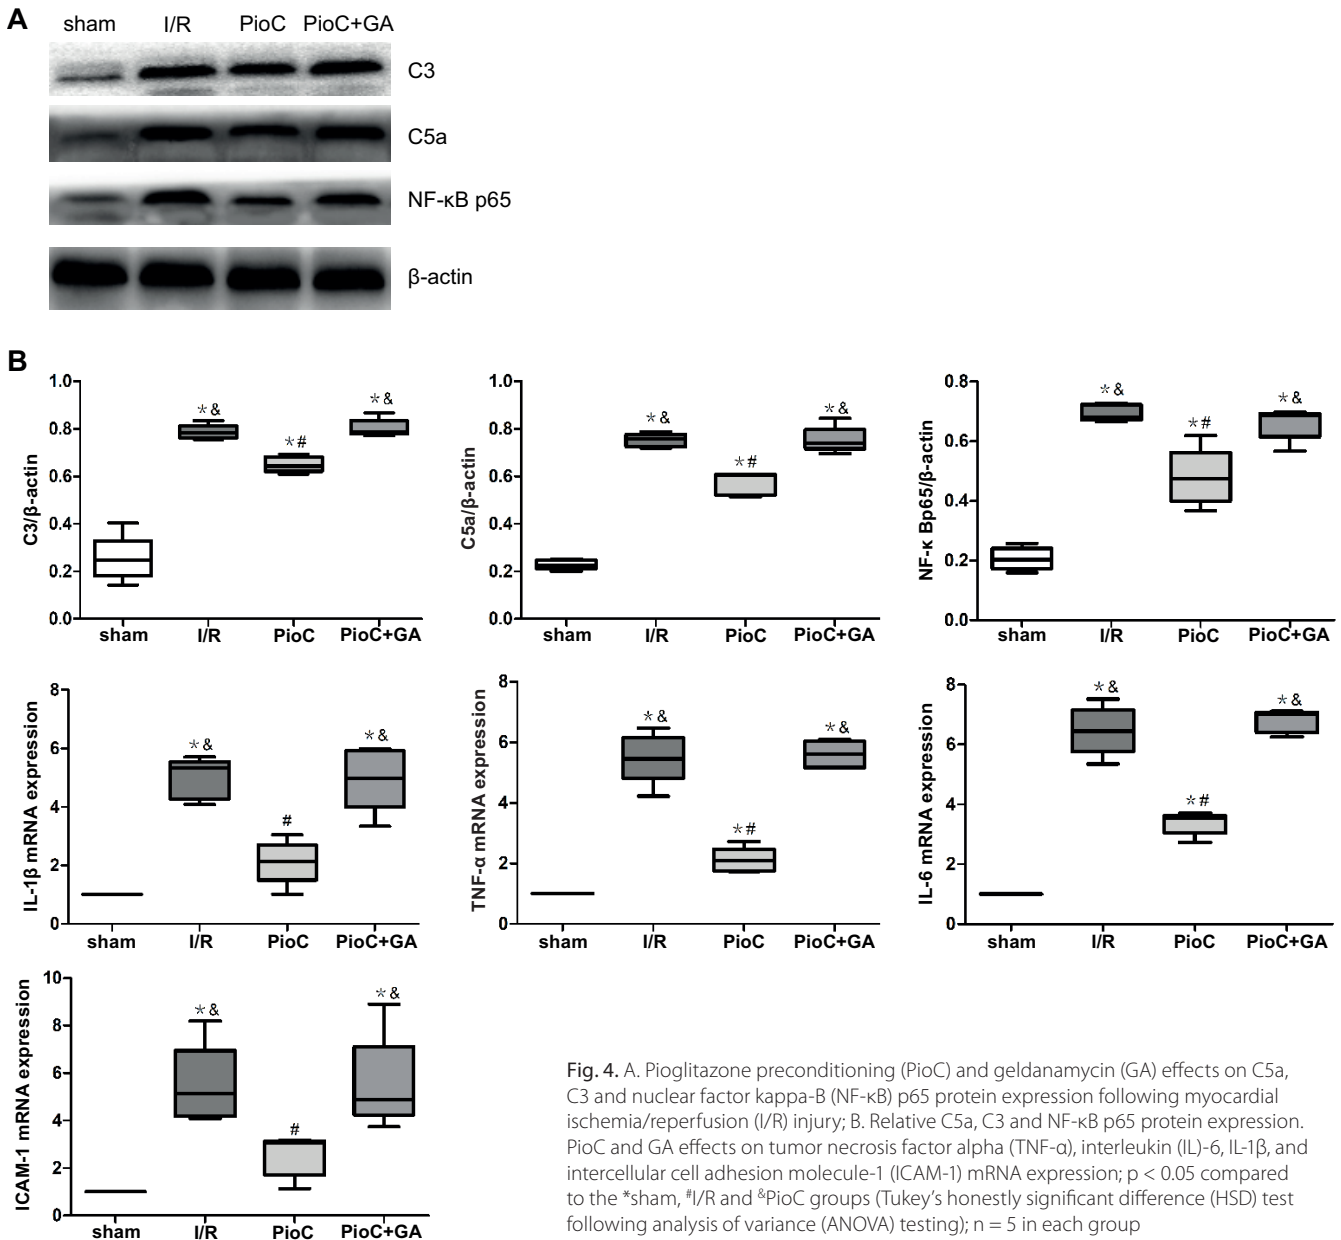 A
sham I/R PioC PioC+GA
C3
C5a
NF-κB p65
β-actin
B
C3/β-actin
1.0
0.8
0.6
0.4
0.2
0.0
* &
* #
* &
sham I/R PioC PioC+GA
C5a/β-actin
1.0
0.8
0.6
0.4
0.2
0.0
* &
* #
* &
sham I/R PioC PioC+GA
NF-κ Bp65/β-actin
0.8
0.6
0.4
0.2
0.0
* &
* #
* &
sham I/R PioC PioC+GA
IL-1β mRNA expression
8
6
4
2
0
* &
#
* &
sham I/R PioC PioC+GA
TNF-α mRNA expression
8
6
4
2
0
* &
* #
* &
sham I/R PioC PioC+GA
IL-6 mRNA expression
8
6
4
2
0
* &
* #
* &
sham I/R PioC PioC+GA
ICAM-1 mRNA expression
10
8
6
4
2
0
* &
#
* &
sham I/R PioC PioC+GA
Fig. 4. A. Pioglitazone preconditioning (PioC) and geldanamycin (GA) effects on C5a,
C3 and nuclear factor kappa-B (NF-κB) p65 protein expression following myocardial
ischemia/reperfusion (I/R) injury; B. Relative C5a, C3 and NF-κB p65 protein expression.
PioC and GA effects on tumor necrosis factor alpha (TNF-α), interleukin (IL)-6, IL-1β, and
intercellular cell adhesion molecule-1 (ICAM-1) mRNA expression; p < 0.05 compared
to the *sham, #I/R and &PioC groups (Tukey's honestly significant difference (HSD) test
following analysis of variance (ANOVA) testing); n = 5 in each group